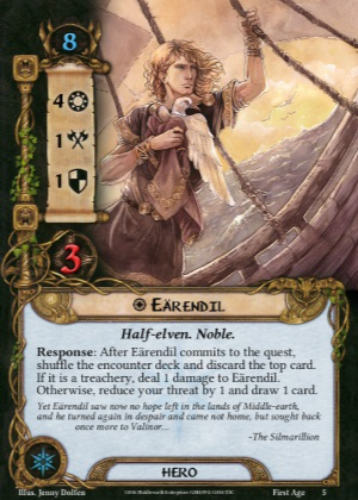 8
4
1
1
3
EÄRENDIL
Half-elven. Noble.
Response: After Eärendil commits to the quest,
shuffle the encounter deck and discard the top card.
If it is a treachery, deal 1 damage to Eärendil.
Otherwise, reduce your threat by 1 and draw 1 card.
Yet Eärendil saw now no hope left in the lands of Middle-earth,
and he turned again in despair and came not home, but sought back
once more to Valinor...
-The Silmarillion
HERO
Illus. Jenny Dolfen
First Age
5